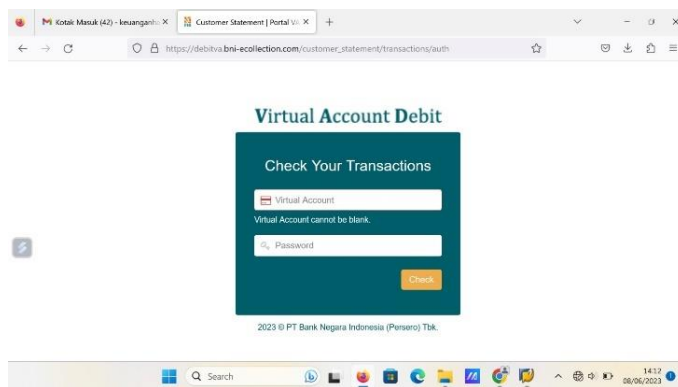 Kotak Masuk (42) - keuanganh
Customer Statement | Portal VA
https://debitva.bni-ecollection.com/customer_statement/transactions/auth
Virtual Account Debit
Check Your Transactions
Virtual Account
Virtual Account cannot be blank.
Password
Check
2023 © PT Bank Negara Indonesia (Persero) Tbk.
Search
14:12
08/06/2023